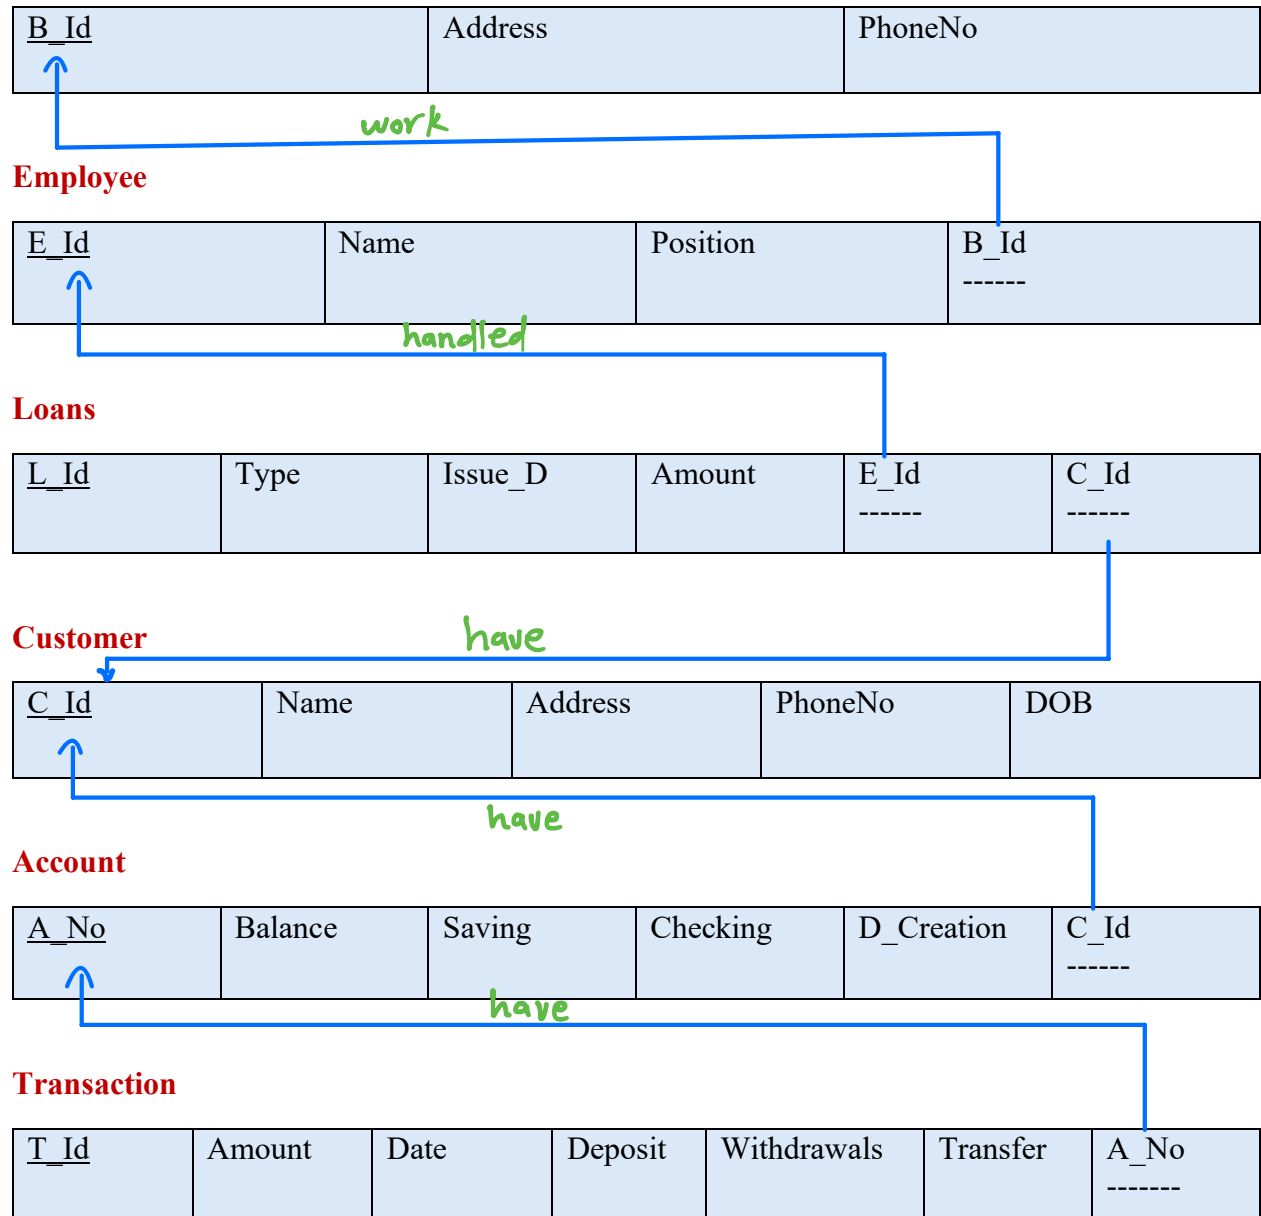 B_Id Address PhoneNo
work
Employee
E_Id Name Position B_Id
------
handled
Loans
L_Id Type Issue_D Amount E_Id C_Id
------ ------
Customer have
C_Id Name Address PhoneNo DOB
have
Account
A_No Balance Saving Checking D_Creation C_Id
------
have
Transaction
T_Id Amount Date Deposit Withdrawals Transfer A_No
-------